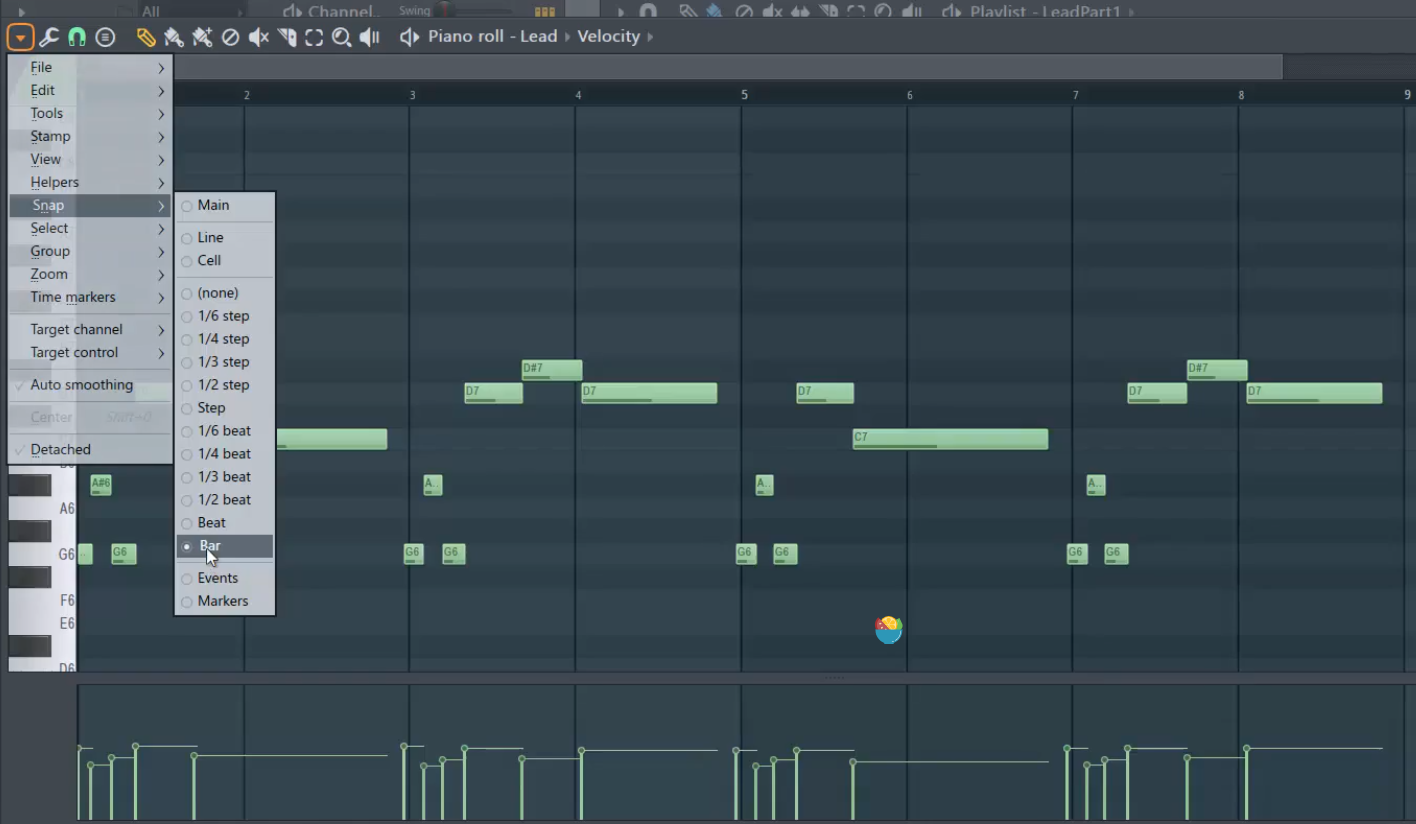 All
Channel..
Swing
Playlist - LeadPart1
Piano roll - Lead
Velocity
2
3
4
5
6
7
8
9
File
Edit
Tools
Stamp
View
Helpers
Snap
Select
Group
Zoom
Time markers
Target channel
Target control
Auto smoothing
Center Shift+0
Detached
Main
Line
Cell
(none)
1/6 step
1/4 step
1/3 step
1/2 step
Step
1/6 beat
1/4 beat
1/3 beat
1/2 beat
Beat
Bar
Events
Markers
D#7
D#7
D7
D7
D7
D7
D7
C7
A#6
A..
A..
A..
A6
G6
G6
G6
G6
G6
G6
G6
G6
F6
E6
D6